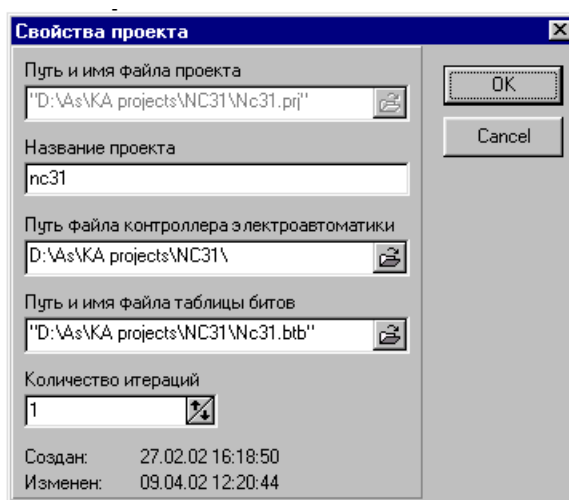 Свойства проекта
Путь и имя файла проекта
"D:\As\KA projects\NC31\Nc31.prj"
OK
Название проекта
Cancel
nc31
Путь файла контроллера электроавтоматики
D:\As\KA projects\NC31\
Путь и имя файла таблицы битов
"D:\As\KA projects\NC31\Nc31.btb"
Количество итераций
1
Создан: 27.02.02 16:18:50
Изменен: 09.04.02 12:20:44